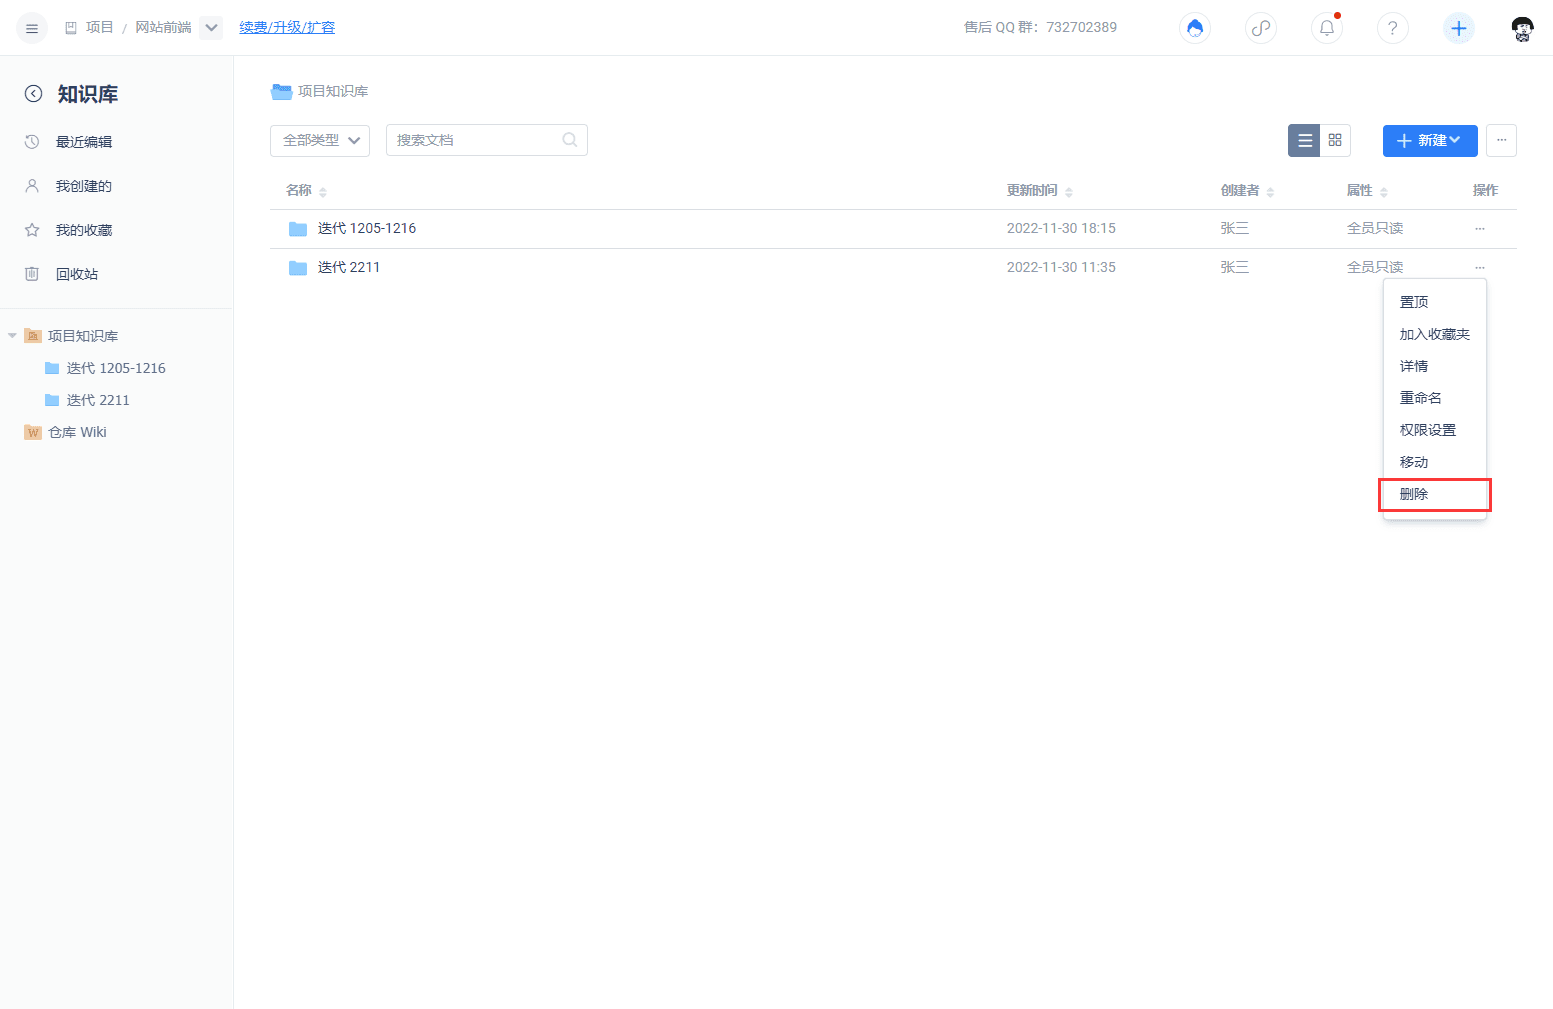 项目 / 网站前端 续费/升级/扩容 售后 QQ 群：732702389
知识库
最近编辑
我创建的
我的收藏
回收站
项目知识库
迭代 1205-1216
迭代 2211
仓库 Wiki
项目知识库
全部类型 搜索文档 新建 ...
名称 更新时间 创建者 属性 操作
迭代 1205-1216 2022-11-30 18:15 张三 全员只读 ...
迭代 2211 2022-11-30 11:35 张三 全员只读 ...
置顶
加入收藏夹
详情
重命名
权限设置
移动
删除